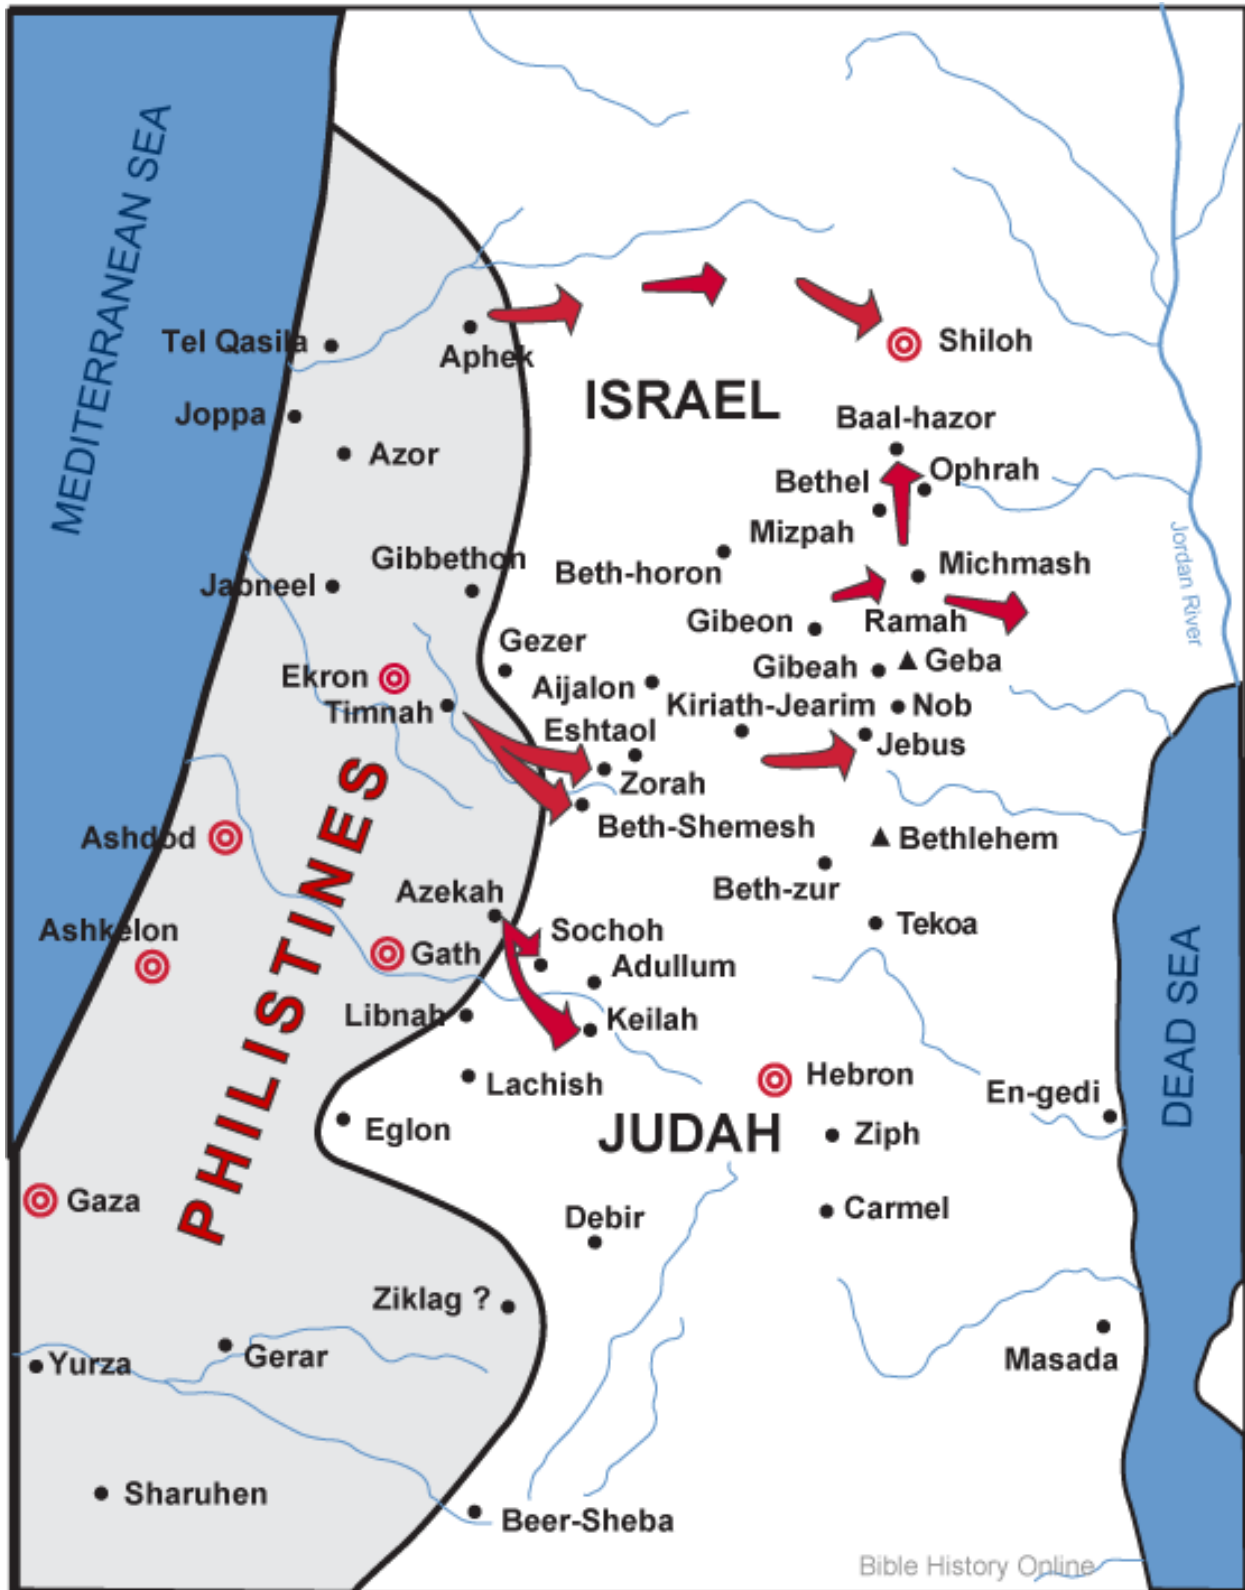 MEDITERRANEAN SEA
Tel Qasila
Aphek
Shiloh
ISRAEL
Joppa
Baal-hazor
Azor
Ophrah
Bethel
Mizpah
Jordan River
Gibbethon
Beth-horon
Michmash
Jabneel
Gibeon
Ramah
Gezer
Gibeah
Geba
Ekron
Aijalon
Kiriath-Jearim
Nob
Timnah
Eshtaol
Jebus
Zorah
PHILISTINES
Beth-Shemesh
Ashdod
Bethlehem
Azekah
Beth-zur
Ashkelon
Sochoh
Tekoa
Gath
Adullum
DEAD SEA
Libnah
Keilah
Lachish
Hebron
En-gedi
Eglon
JUDAH
Ziph
Gaza
Debir
Carmel
Ziklag ?
Gerar
Yurza
Masada
Sharuhen
Beer-Sheba
Bible History Online